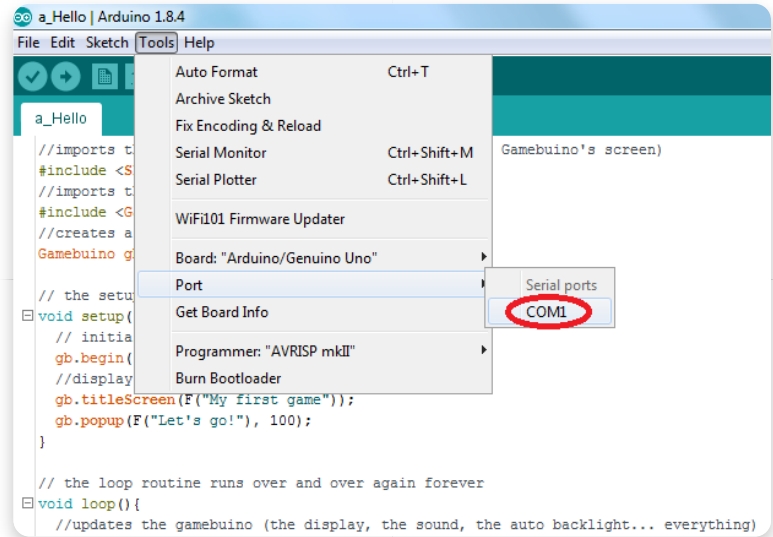 a_Hello | Arduino 1.8.4
File Edit Sketch Tools Help
Auto Format Ctrl+T
Archive Sketch
Fix Encoding & Reload
Serial Monitor Ctrl+Shift+M
Serial Plotter Ctrl+Shift+L
WiFi101 Firmware Updater
Board: "Arduino/Genuino Uno"
Port
Get Board Info
Programmer: "AVRISP mkII"
Burn Bootloader
Serial ports
COM1
a_Hello
//imports t Gamebuino's screen)
#include <S
//imports t
#include <G
//creates a
Gamebuino g
// the setu
void setup(
// initia
gb.begin(
//display
gb.titleScreen(F("My first game"));
gb.popup(F("Let's go!"), 100);
}
// the loop routine runs over and over again forever
void loop(){
//updates the gamebuino (the display, the sound, the auto backlight... everything)